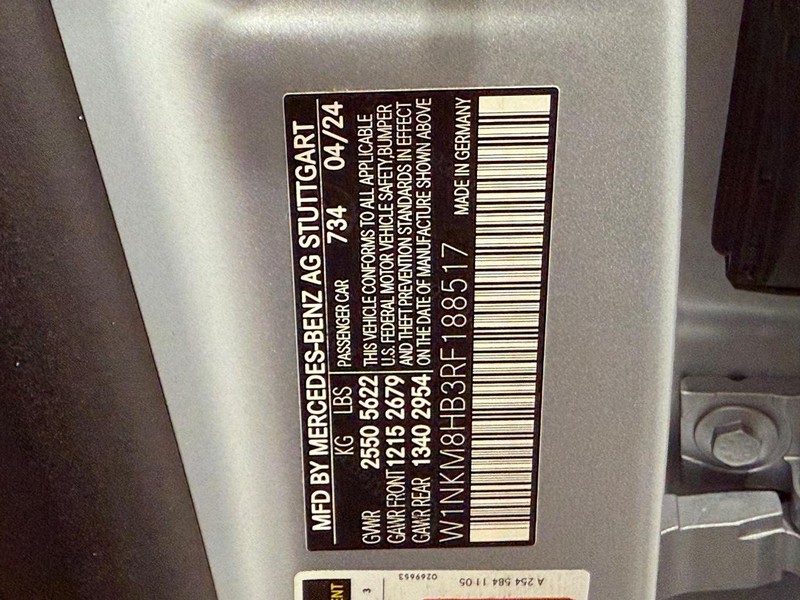 MFD BY MERCEDES-BENZ AG STUTTGART
KG LBS PASSENGER CAR 734 04/24
GVWR 2550 5622
GAWR FRONT 1215 2679
GAWR REAR 1340 2954
THIS VEHICLE CONFORMS TO ALL APPLICABLE
U.S. FEDERAL MOTOR VEHICLE SAFETY, BUMPER
AND THEFT PREVENTION STANDARDS IN EFFECT
ON THE DATE OF MANUFACTURE SHOWN ABOVE
W1NKM8HB3RF188517 MADE IN GERMANY
A 254 584 11 05
0269653
3